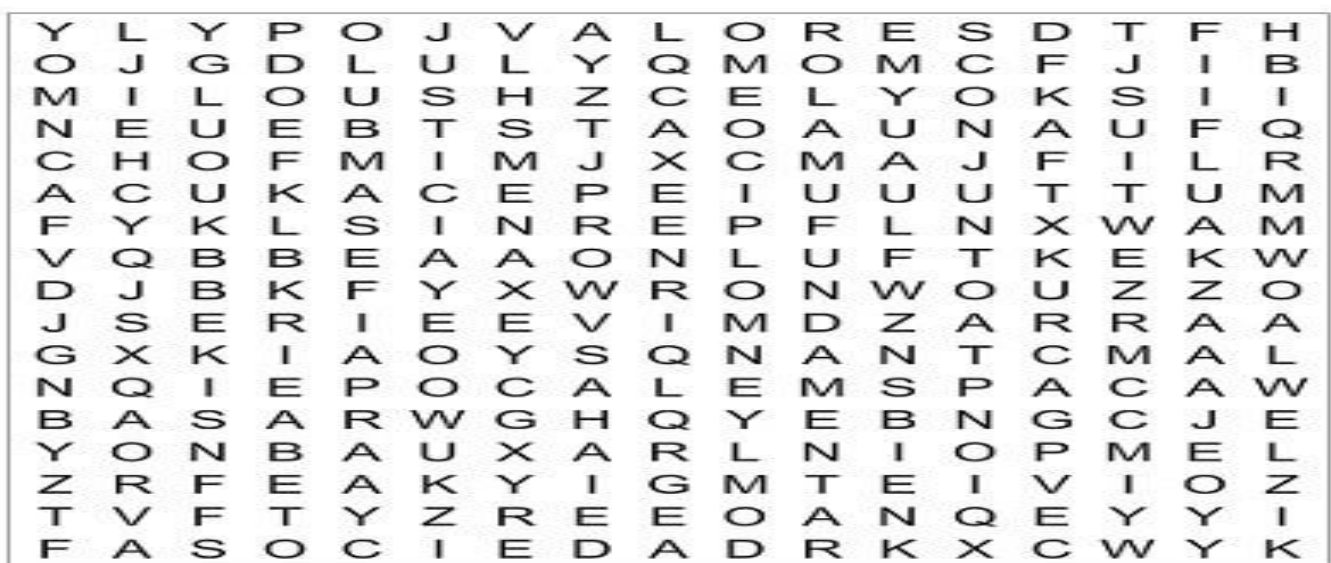 Y L Y P O J V A L O R E S D T F H
O J G D L U L Y Q M O M C F J I B
M I L O U S H Z C E L Y O K S I I
N E U E B T S T A O A U N A U F Q
C H O F M I M J X C M A J F I L R
A C U K A C E P E I U U U T T U M
F Y K L S I N R E P F L N X W A M
V Q B B E A A O N L U F T K E K W
D J B K F Y X W R O N W O U Z Z O
J S E R I E E V I M D Z A R R A A
G X K I A O Y S Q N A N T C M A L
N Q I E P O C A L E M S P A C A W
B A S A R W G H Q Y E B N G C J E
Y O N B A U X A R L N I O P M E L
Z R F E A K Y I G M T E I V I O Z
T V F T Y Z R E E O A N Q E Y Y I
F A S O C I E D A D R K X C W Y K